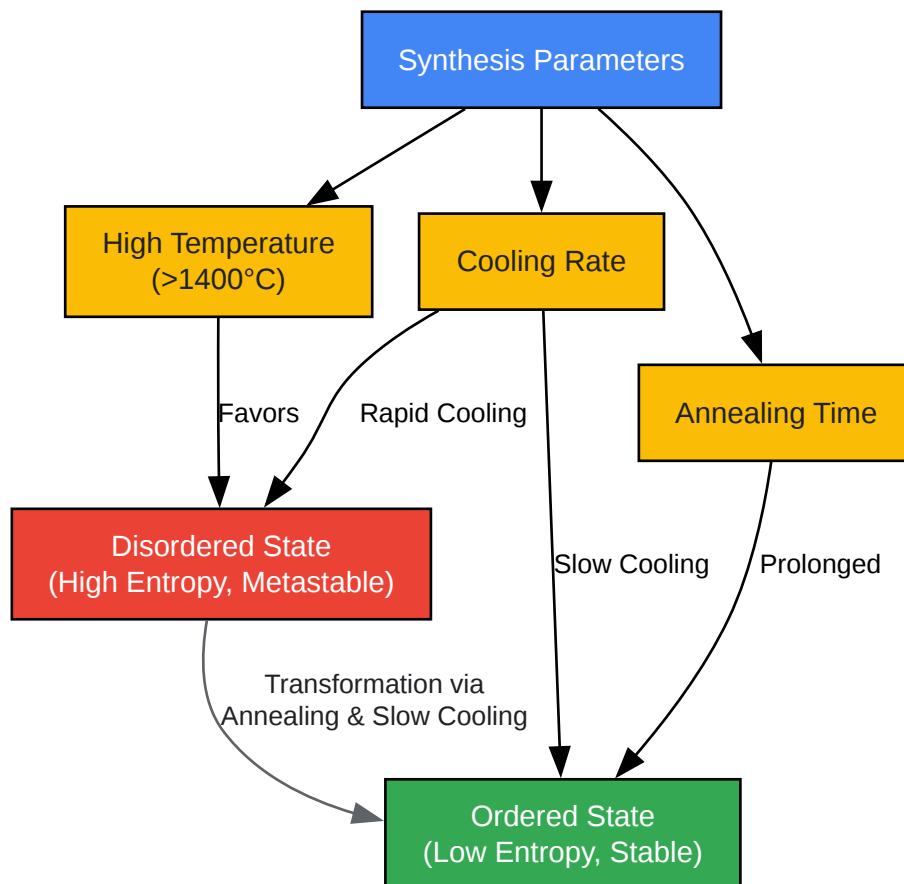 Synthesis Parameters
High Temperature
(>1400°C)
Cooling Rate
Annealing Time
Favors
Rapid Cooling
Disordered State
(High Entropy, Metastable)
Slow Cooling
Prolonged
Transformation via
Annealing & Slow Cooling
Ordered State
(Low Entropy, Stable)